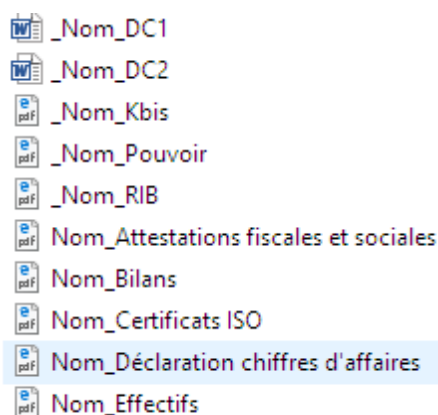 _Nom_DC1
_Nom_DC2
_Nom_Kbis
_Nom_Pouvoir
_Nom_RIB
Nom_Attestations fiscales et sociales
Nom_Bilans
Nom_Certificats ISO
Nom_Déclaration chiffres d'affaires
Nom_Effectifs